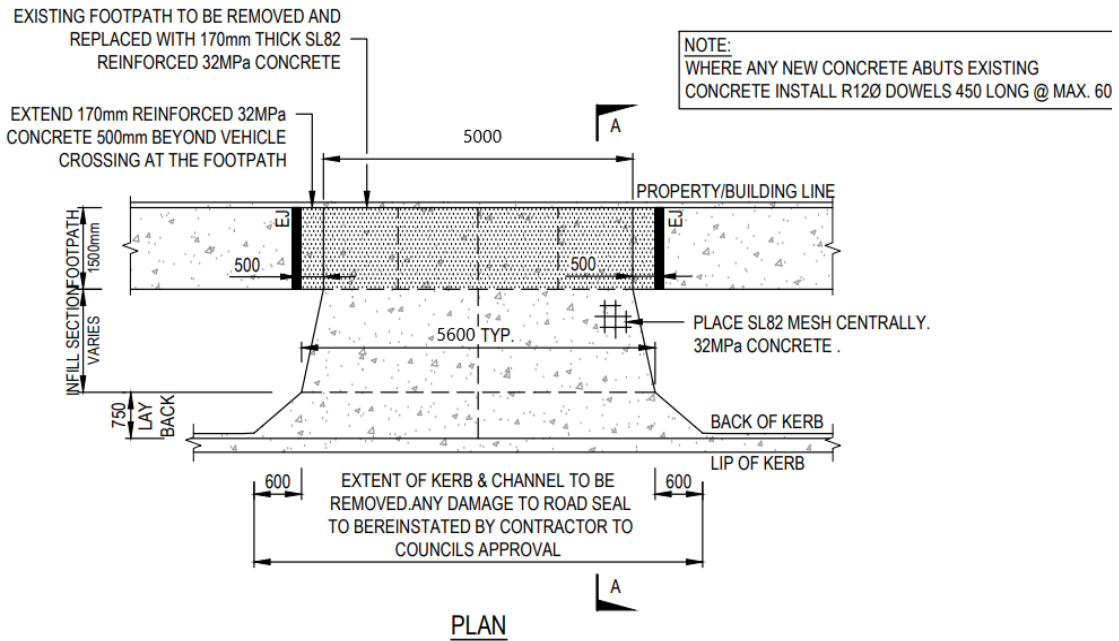 EXISTING FOOTPATH TO BE REMOVED AND
REPLACED WITH 170mm THICK SL82
REINFORCED 32MPa CONCRETE
NOTE:
WHERE ANY NEW CONCRETE ABUTS EXISTING
CONCRETE INSTALL R12Ø DOWELS 450 LONG @ MAX. 60
EXTEND 170mm REINFORCED 32MPa
CONCRETE 500mm BEYOND VEHICLE
CROSSING AT THE FOOTPATH
A
5000
PROPERTY/BUILDING LINE
FOOTPATH
1500mm
EJ
EJ
500
500
INFILL SECTION
VARIES
PLACE SL82 MESH CENTRALLY.
32MPa CONCRETE .
5600 TYP.
750
LAY
BACK
BACK OF KERB
LIP OF KERB
600
600
EXTENT OF KERB & CHANNEL TO BE
REMOVED.ANY DAMAGE TO ROAD SEAL
TO BEREINSTATED BY CONTRACTOR TO
COUNCILS APPROVAL
A
PLAN